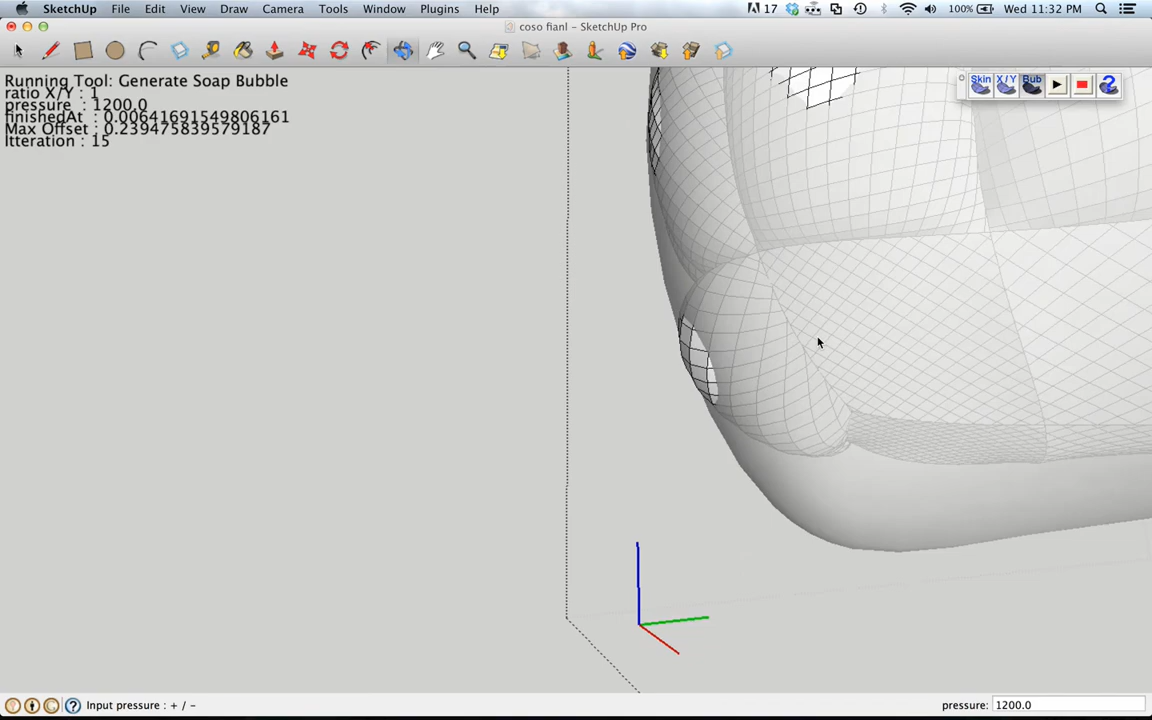 SketchUp File Edit View Draw Camera Tools Window Plugins Help 17 100% Wed 11:32 PM
coso fianl - SketchUp Pro
Running Tool: Generate Soap Bubble
ratio X/Y : 1
pressure : 1200.0
finishedAt : 0.00641691549806161
Max Offset : 0.239475839579187
Itteration : 15
Skin X/Y Bub
Input pressure : + / - pressure: 1200.0